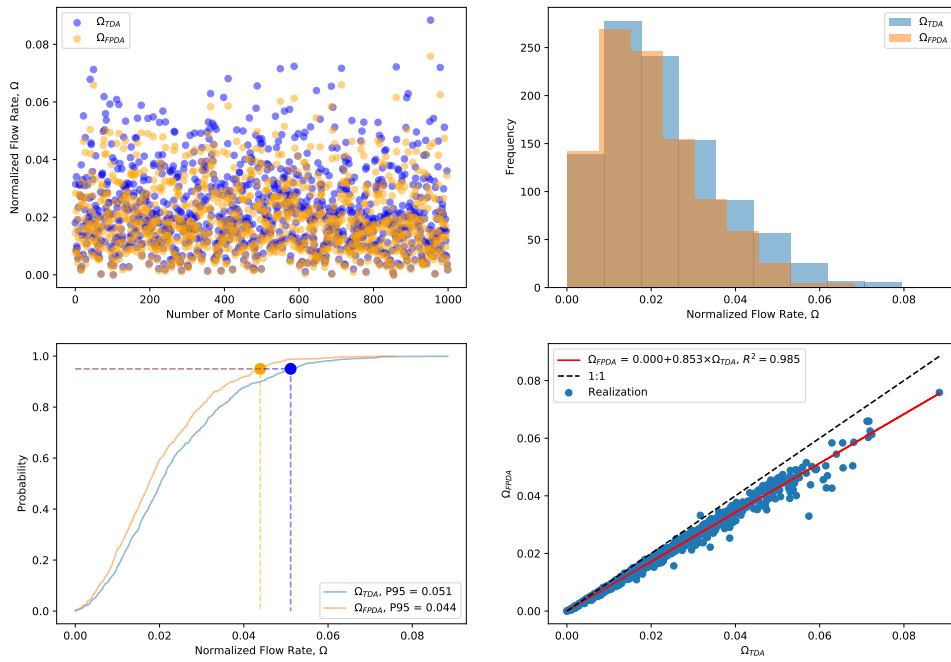 Ω_TDA
Ω_FPDA
Normalized Flow Rate, Ω
0.08
0.06
0.04
0.02
0.00
0 200 400 600 800 1000
Number of Monte Carlo simulations
Ω_TDA
Ω_FPDA
Frequency
250
200
150
100
50
0
0.00 0.02 0.04 0.06 0.08
Normalized Flow Rate, Ω
Probability
1.0
0.8
0.6
0.4
0.2
0.0
Ω_TDA, P95 = 0.051
Ω_FPDA, P95 = 0.044
0.00 0.02 0.04 0.06 0.08
Normalized Flow Rate, Ω
Ω_FPDA = 0.000+0.853×Ω_TDA, R² = 0.985
1:1
Realization
Ω_FPDA
0.08
0.06
0.04
0.02
0.00
0.00 0.02 0.04 0.06 0.08
Ω_TDA